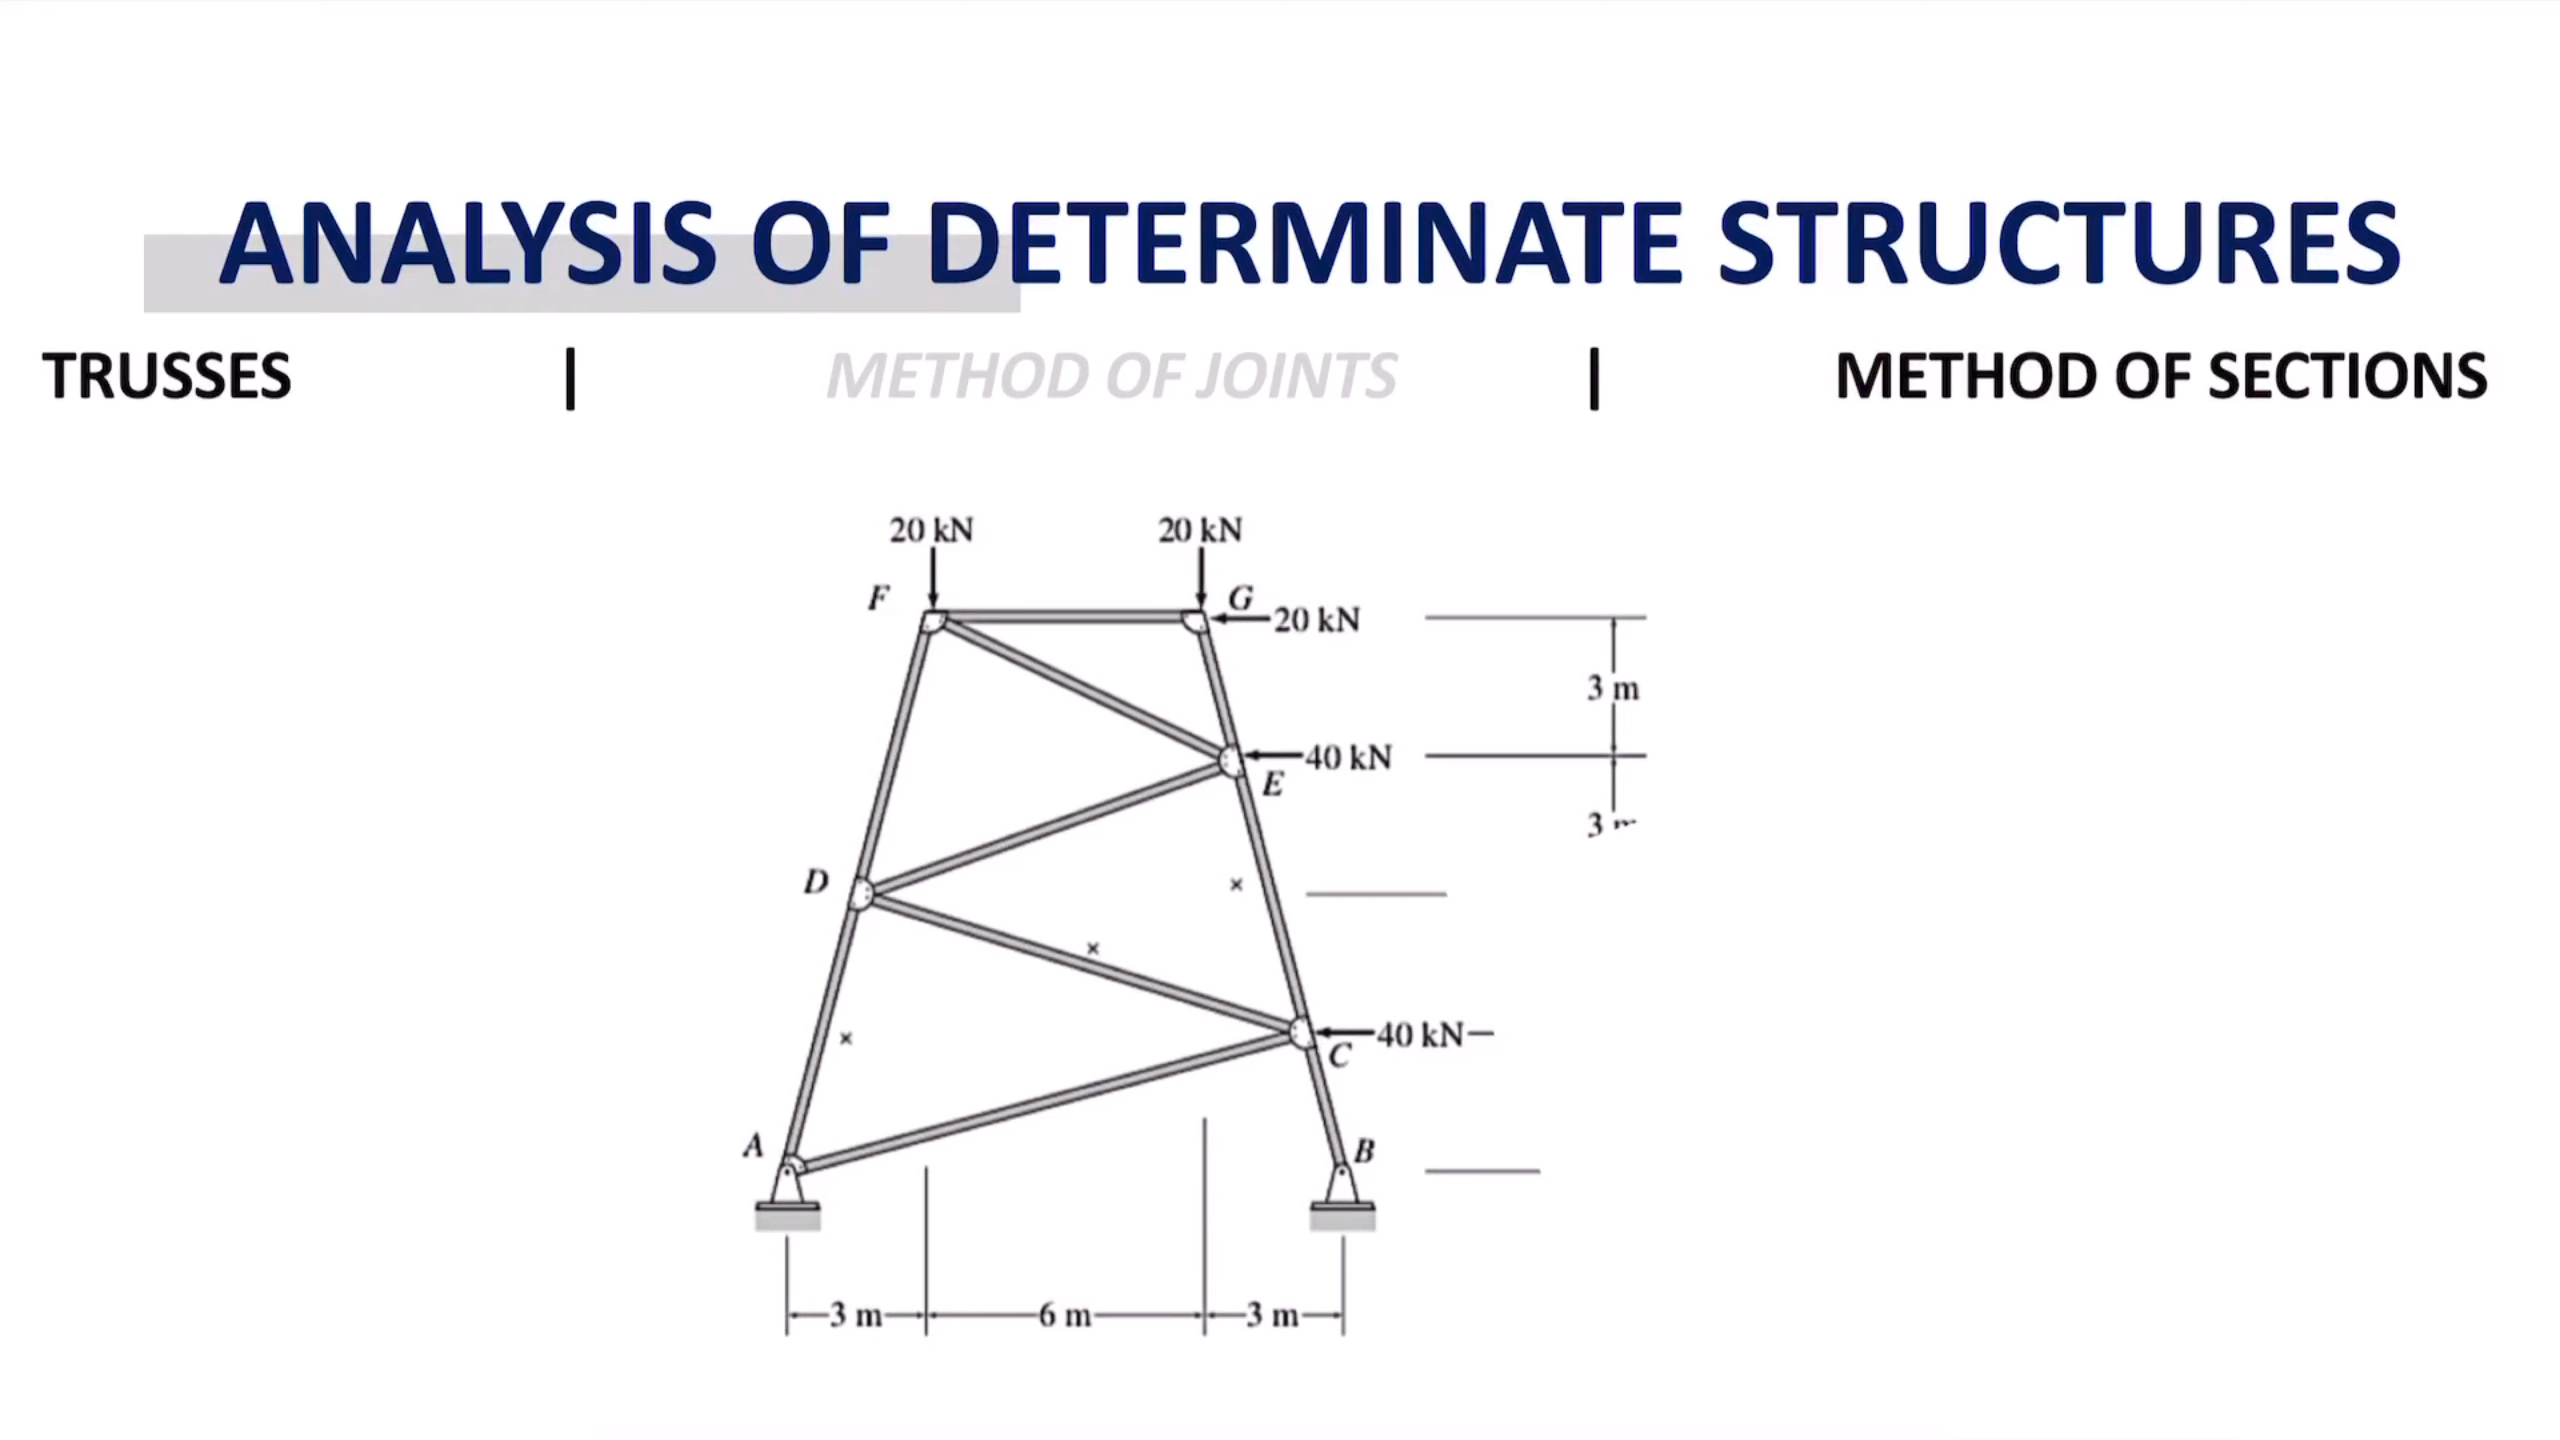 ANALYSIS OF DETERMINATE STRUCTURES
TRUSSES | METHOD OF JOINTS | METHOD OF SECTIONS
20 kN 20 kN
F G
20 kN
3 m
40 kN
E
3
D
×
×
×
40 kN
C
A B
3 m 6 m 3 m